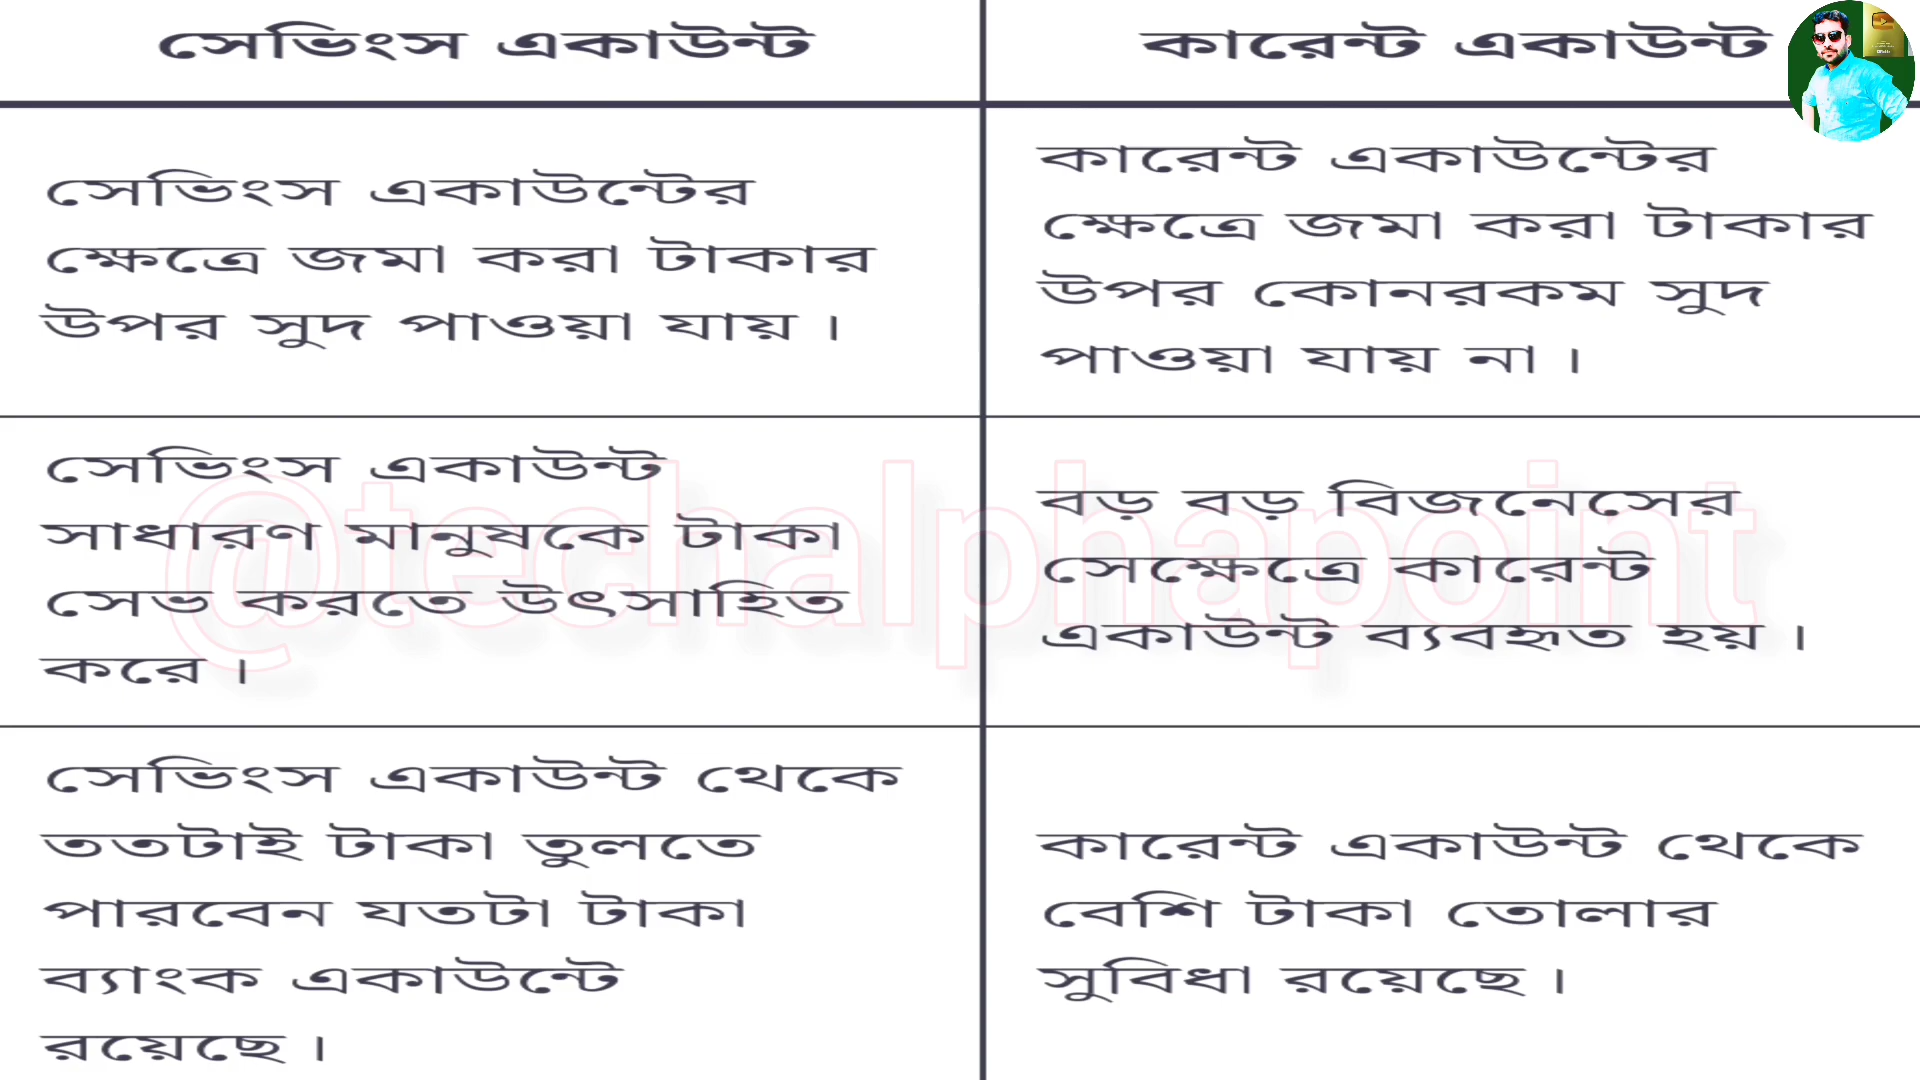 সেভিংস একাউন্ট
কারেন্ট একাউন্ট
সেভিংস একাউন্টের
ক্ষেত্রে জমা করা টাকার
উপর সুদ পাওয়া যায় ।
কারেন্ট একাউন্টের
ক্ষেত্রে জমা করা টাকার
উপর কোনরকম সুদ
পাওয়া যায় না ।
সেভিংস একাউন্ট
সাধারণ মানুষকে টাকা
সেভ করতে উৎসাহিত
করে ।
বড় বড় বিজনেসের
সেক্ষেত্রে কারেন্ট
একাউন্ট ব্যবহৃত হয় ।
@techalphapoint
সেভিংস একাউন্ট থেকে
ততটাই টাকা তুলতে
পারবেন যতটা টাকা
ব্যাংক একাউন্টে
রয়েছে ।
কারেন্ট একাউন্ট থেকে
বেশি টাকা তোলার
সুবিধা রয়েছে ।